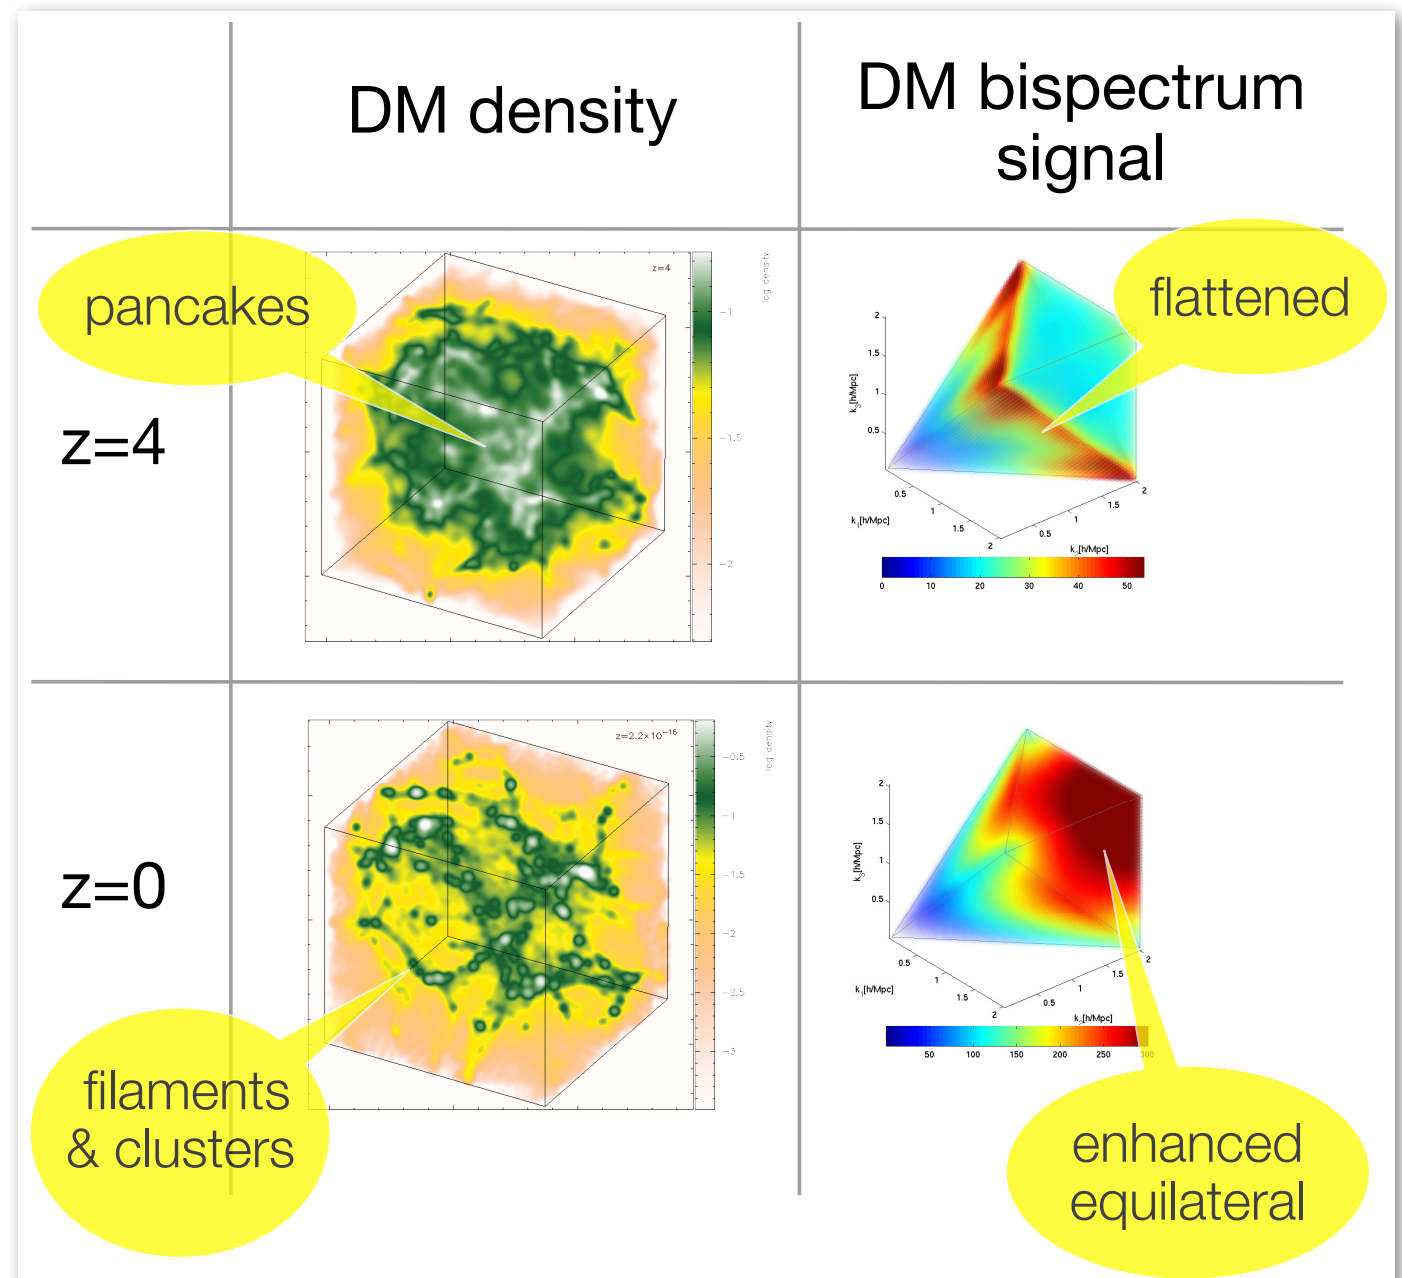 DM density
DM bispectrum
signal
pancakes
flattened
z=4
z=4
log density
-1
-1.5
-2
2
1.5
1
0.5
k3[h/Mpc]
0.5
1
1.5
2
k1[h/Mpc]
0.5
1
1.5
2
k2[h/Mpc]
0 10 20 30 40 50
z=0
z=2.2×10−16
log density
-0.5
-1
-1.5
-2
-2.5
-3
2
1.5
1
0.5
k3[h/Mpc]
0.5
1
1.5
2
k1[h/Mpc]
0.5
1
1.5
2
k2[h/Mpc]
50 100 150 200 250 300
filaments
& clusters
enhanced
equilateral